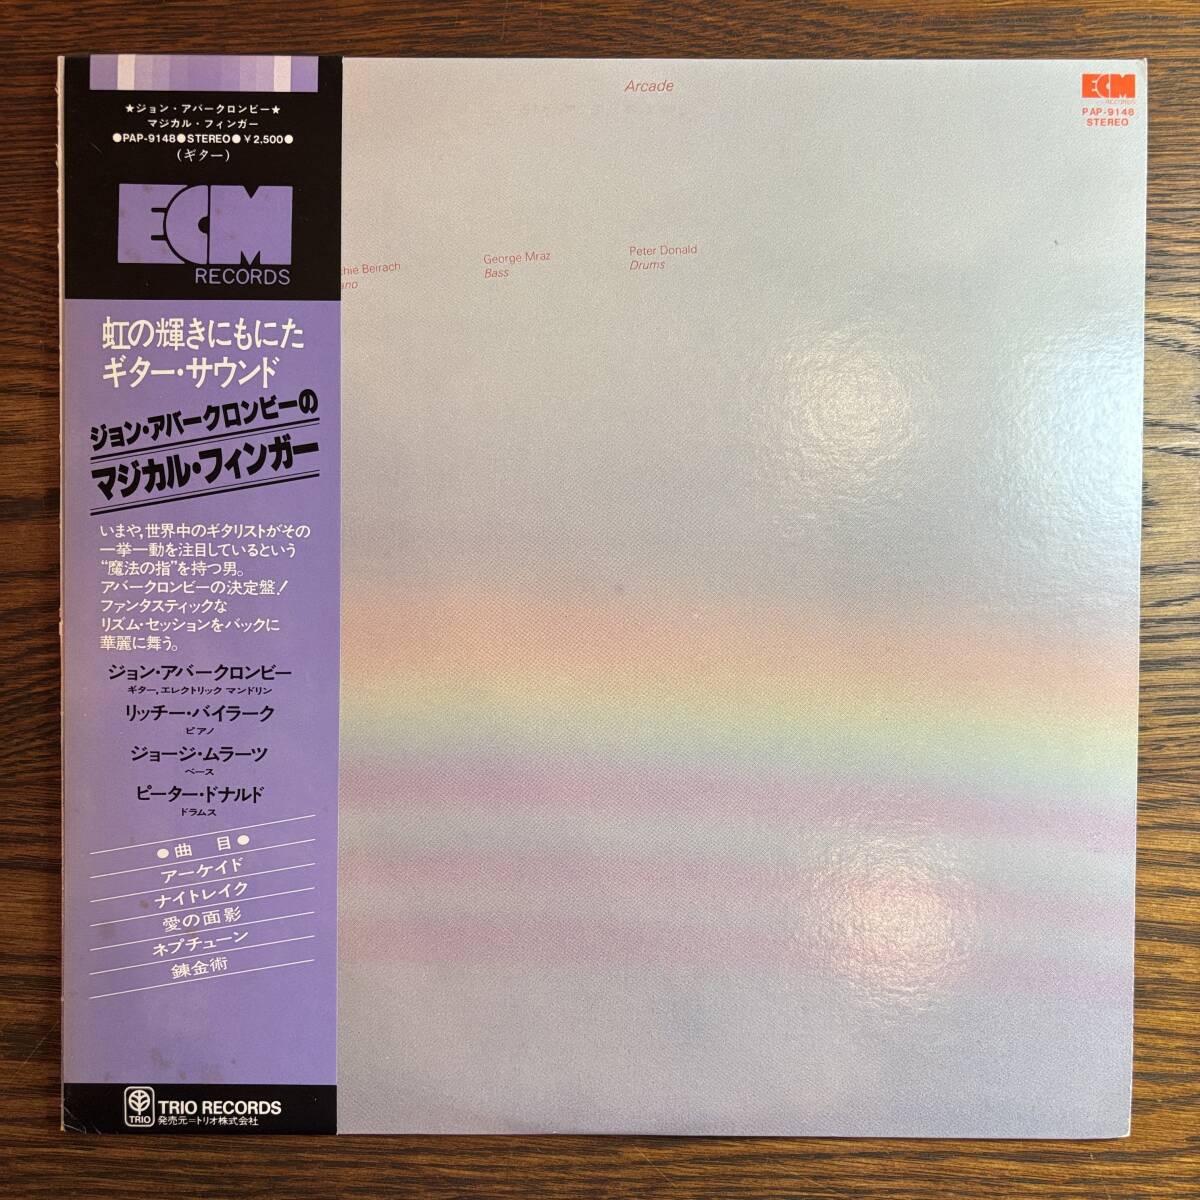 ★ジョン・アバークロンビー★
マジカル・フィンガー
●PAP-9148●STEREO●￥2,500●
(ギター)
ECM
RECORDS
虹の輝きにもにた
ギター・サウンド
ジョン・アバークロンビーの
マジカル・フィンガー
いまや,世界中のギタリストがその
一挙一動を注目しているという
“魔法の指”を持つ男。
アバークロンビーの決定盤!
ファンタスティックな
リズム・セッションをバックに
華麗に舞う。
ジョン・アバークロンビー
ギター,エレクトリック マンドリン
リッチー・バイラーク
ピアノ
ジョージ・ムラーツ
ベース
ピーター・ドナルド
ドラムス
●曲 目●
アーケイド
ナイトレイク
愛の面影
ネプチューン
錬金術
TRIO
TRIO RECORDS
発売元=トリオ株式会社
Arcade
ECM
RECORDS
PAP-9148
STEREO
chie Beirach
ano
George Mraz
Bass
Peter Donald
Drums